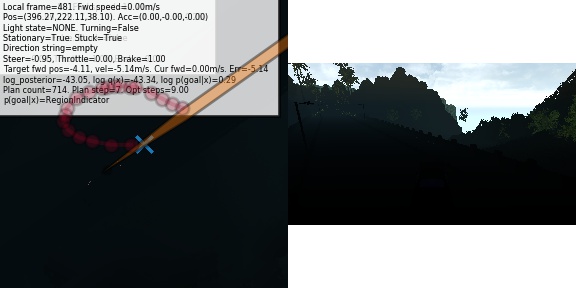 Local frame=481. Fwd speed=0.00m/s
Pos=(396.27,222.11,38.10). Acc=(0.00,-0.00,-0.00)
Light state=NONE. Turning=False
Stationary=True. Stuck=True
Direction string=empty
Steer=-0.95, Throttle=0.00, Brake=1.00
Target fwd pos=-4.11, vel=-5.14m/s. Cur fwd=0.00m/s. Err=-5.14
log_posterior=-43.05, log q(x)=-43.34, log p(goal|x)=0.29
Plan count=714. Plan step=7. Opt steps=9.00
p(goal|x)=RegionIndicator